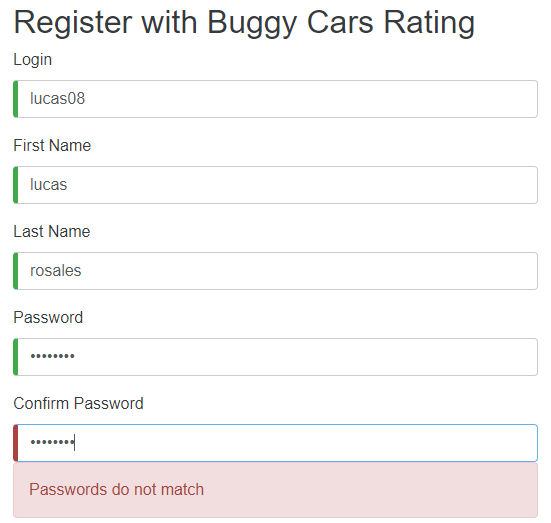 Register with Buggy Cars Rating
Login
lucas08
First Name
lucas
Last Name
rosales
Password
••••••••
Confirm Password
••••••••
Passwords do not match